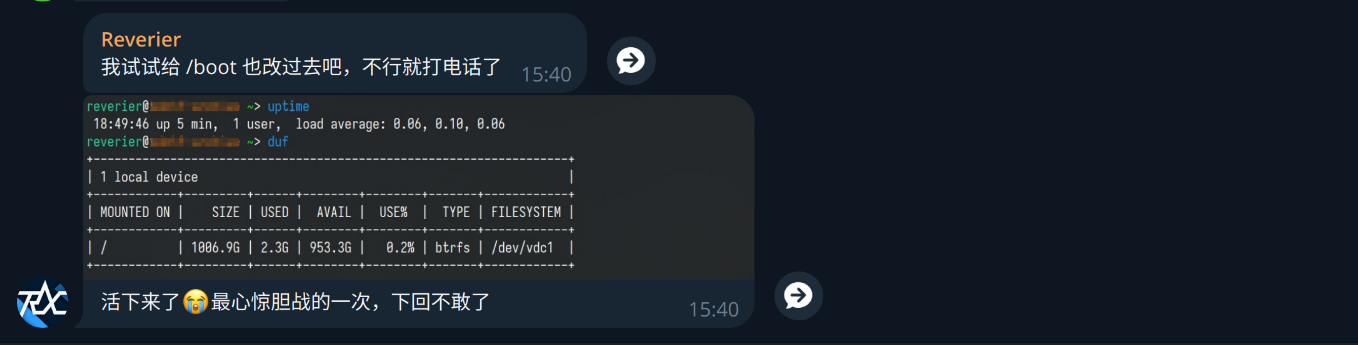 Reverier
我试试给 /boot 也改过去吧，不行就打电话了 15:40
reverier@ ~> uptime
18:49:46 up 5 min, 1 user, load average: 0.06, 0.10, 0.06
reverier@ ~> duf
+--------------------------------------------------------------------+
| 1 local device |
+------------+---------+------+--------+-------+-------+------------+
| MOUNTED ON | SIZE | USED | AVAIL | USE% | TYPE | FILESYSTEM |
+------------+---------+------+--------+-------+-------+------------+
| / | 1006.9G | 2.3G | 953.3G | 0.2% | btrfs | /dev/vdc1 |
+------------+---------+------+--------+-------+-------+------------+
活下来了😭最心惊胆战的一次，下回不敢了 15:40